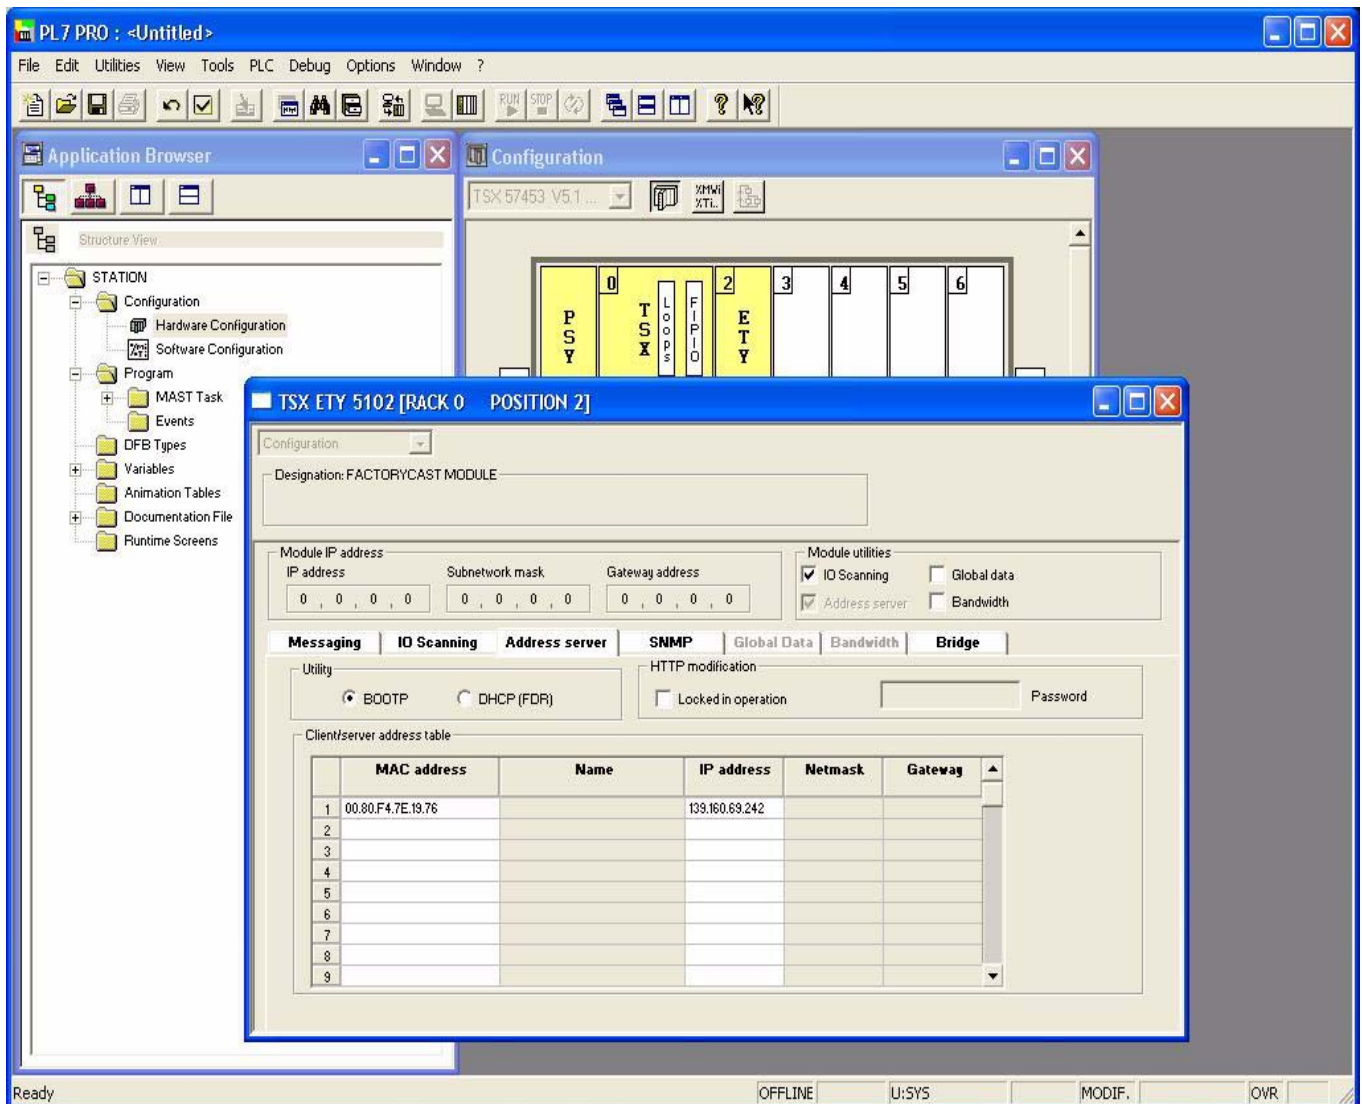 PL7 PRO : <Untitled>
File Edit Utilities View Tools PLC Debug Options Window ?
RUN STOP
Application Browser
Structure View
STATION
Configuration
Hardware Configuration
Software Configuration
Program
MAST Task
Events
DFB Types
Variables
Animation Tables
Documentation File
Runtime Screens
Configuration
TSX 57453 V5.1 ...
XMWi
XTi..
0 2 3 4 5 6
PSY
TSX
Loops
FIPIO
ETY
TSX ETY 5102 [RACK 0 POSITION 2]
Configuration
Designation: FACTORYCAST MODULE
Module IP address
IP address Subnetwork mask Gateway address
0 , 0 , 0 , 0 0 , 0 , 0 , 0 0 , 0 , 0 , 0
Module utilities
IO Scanning Global data
Address server Bandwidth
Messaging IO Scanning Address server SNMP Global Data Bandwidth Bridge
Utility
BOOTP DHCP (FDR)
HTTP modification
Locked in operation Password
Client/server address table
MAC address Name IP address Netmask Gateway
1 00.80.F4.7E.19.76 139.160.69.242
2
3
4
5
6
7
8
9
Ready OFFLINE U:SYS MODIF. OVR